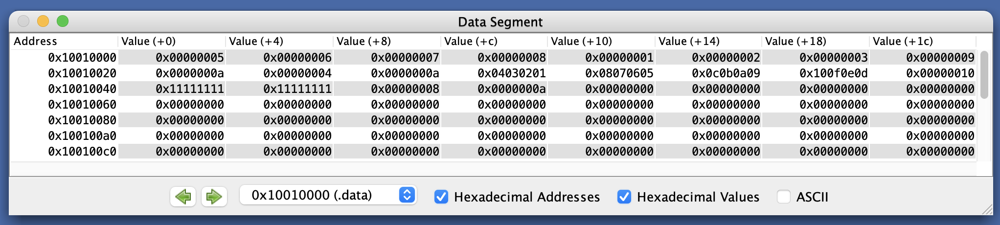 Data Segment
Address Value (+0) Value (+4) Value (+8) Value (+c) Value (+10) Value (+14) Value (+18) Value (+1c)
0x10010000 0x00000005 0x00000006 0x00000007 0x00000008 0x00000001 0x00000002 0x00000003 0x00000009
0x10010020 0x0000000a 0x00000004 0x0000000a 0x04030201 0x08070605 0x0c0b0a09 0x100f0e0d 0x00000010
0x10010040 0x11111111 0x11111111 0x00000008 0x0000000a 0x00000000 0x00000000 0x00000000 0x00000000
0x10010060 0x00000000 0x00000000 0x00000000 0x00000000 0x00000000 0x00000000 0x00000000 0x00000000
0x10010080 0x00000000 0x00000000 0x00000000 0x00000000 0x00000000 0x00000000 0x00000000 0x00000000
0x100100a0 0x00000000 0x00000000 0x00000000 0x00000000 0x00000000 0x00000000 0x00000000 0x00000000
0x100100c0 0x00000000 0x00000000 0x00000000 0x00000000 0x00000000 0x00000000 0x00000000 0x00000000
0x10010000 (.data) Hexadecimal Addresses Hexadecimal Values ASCII